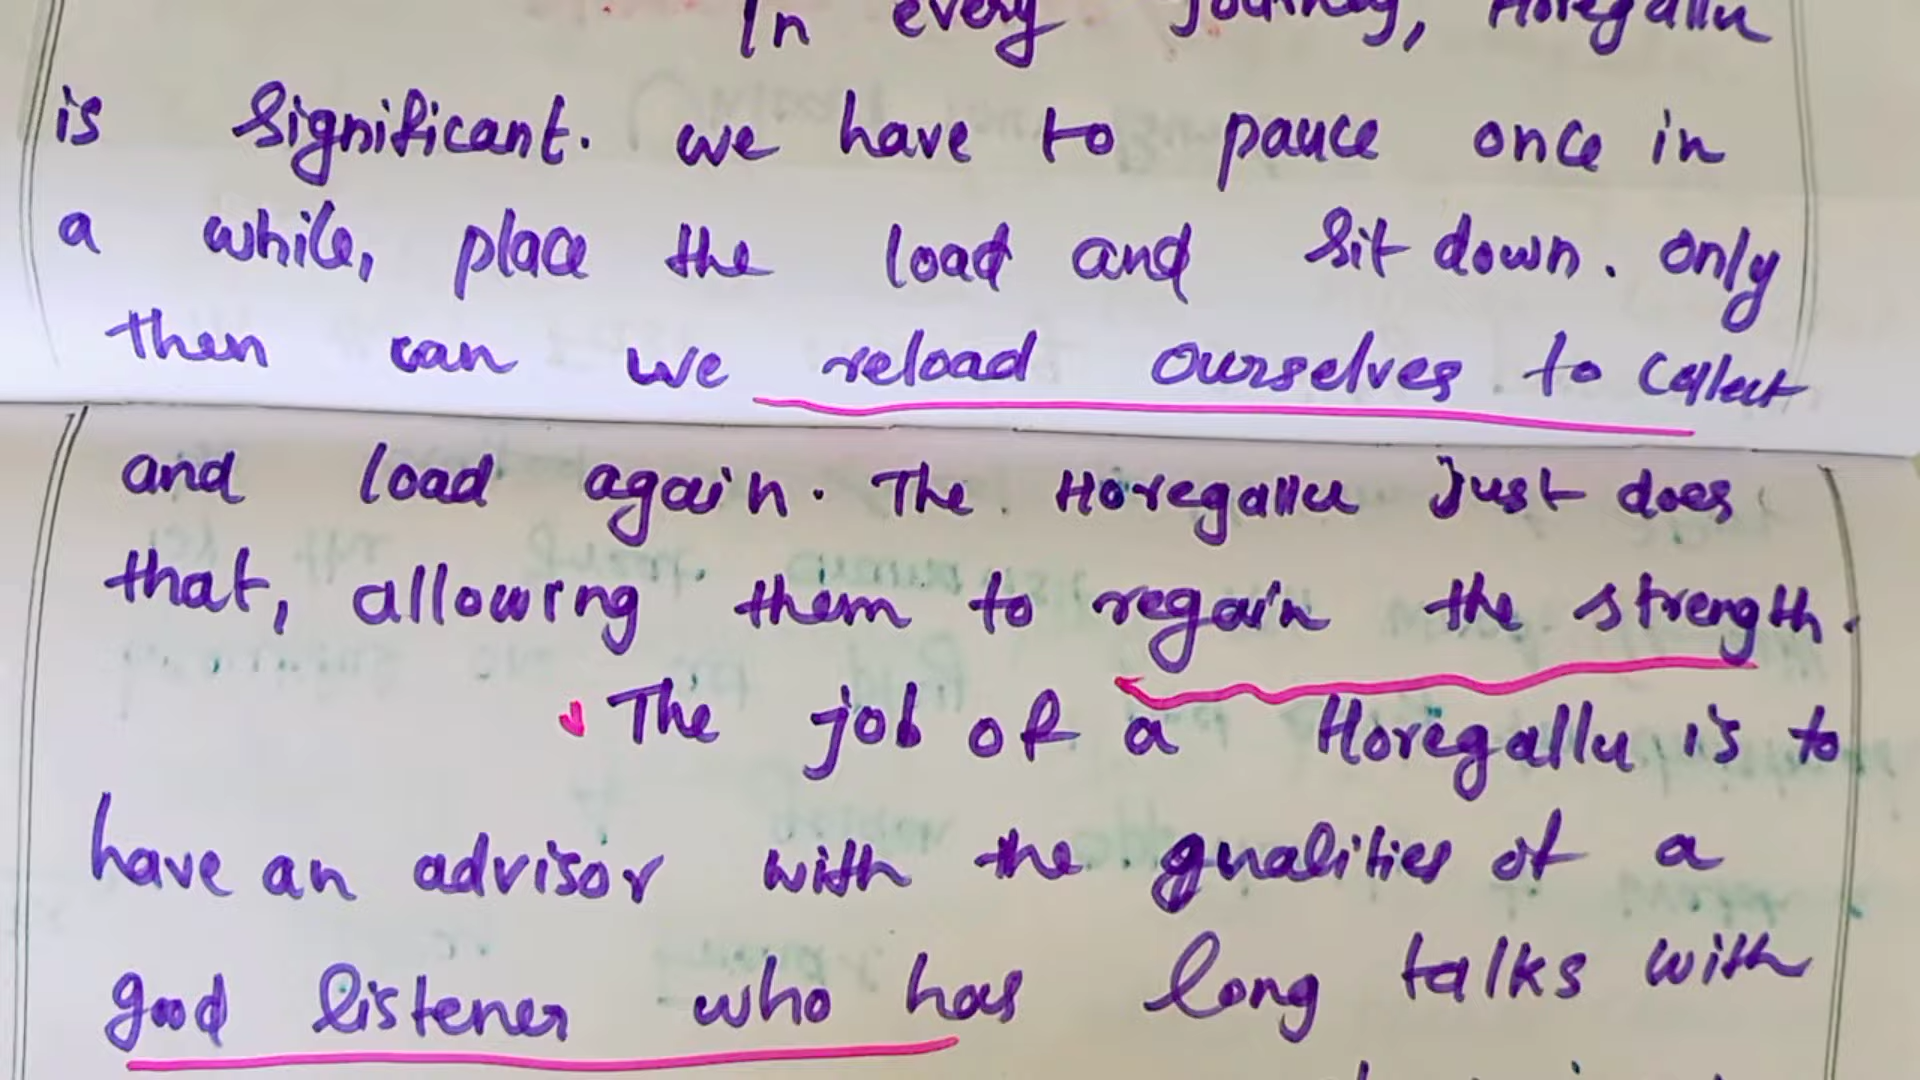 In every journey, Horegallu
is significant. we have to pauce once in
a while, place the load and sit down. only
then can we reload ourselves to collect
and load again. The Horegallu Just does
that, allowing them to regain the strength.
The job of a Horegallu is to
have an advisor with the qualities of a
good listener who has long talks with